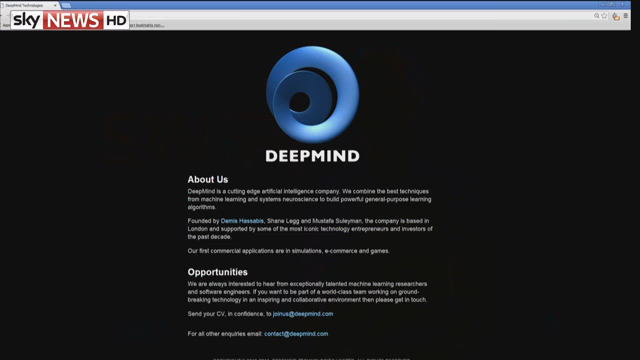 DeepMind Technologies
sky NEWS HD
DEEPMIND
About Us
DeepMind is a cutting edge artificial intelligence company. We combine the best techniques
from machine learning and systems neuroscience to build powerful general-purpose learning
algorithms.
Founded by Demis Hassabis, Shane Legg and Mustafa Suleyman, the company is based in
London and supported by some of the most iconic technology entrepreneurs and investors of
the past decade.
Our first commercial applications are in simulations, e-commerce and games.
Opportunities
We are always interested to hear from exceptionally talented machine learning researchers
and software engineers. If you want to be part of a world-class team working on ground-
breaking technology in an inspiring and collaborative environment then please get in touch.
Send your CV, in confidence, to joinus@deepmind.com
For all other enquiries email: contact@deepmind.com